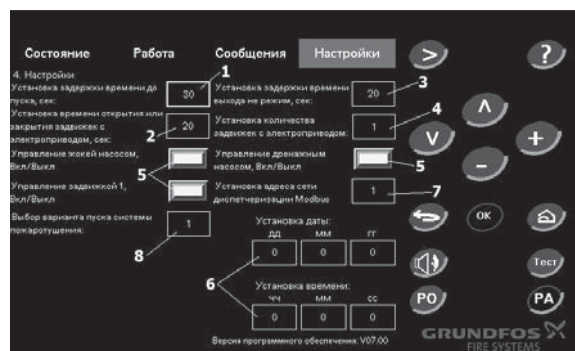 Состояние Работа Сообщения Настройки
4. Настройки
Установка задержки времени до
пуска, сек:
30
1
Установка задержки времени
выхода не режим, сек:
20
3
Установка времени открытия или
закрытия задвижек с
электроприводом, сек:
2
20
Установка количества
задвижек с электроприводом:
1
4
Управление жокей насосом,
Вкл/Выкл
5
Управление дренажным
насосом, Вкл/Выкл
5
Управление задвижкой 1,
Вкл/Выкл
Установка адреса сети
диспетчеризации Modbus
1
7
Выбор варианта пуска системы
пожаротушения:
1
8
Установка даты:
дд мм гг
0 0 0
6
Установка времени:
чч мм сс
0 0 0
Версия программного обеспечения: V07.00
> ?
Λ
V +
–
OK
Тест
PO PA
GRUNDFOS
FIRE SYSTEMS